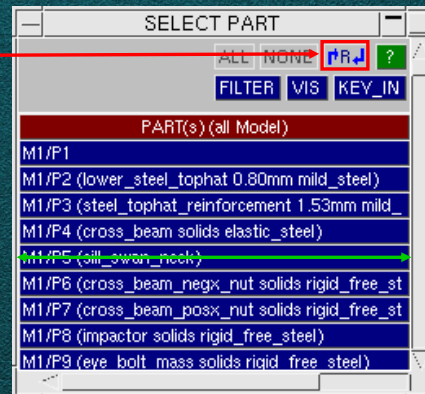 SELECT PART
ALL NONE R ?
FILTER VIS KEY_IN
PART(s) (all Model)
M1/P1
M1/P2 (lower_steel_tophat 0.80mm mild_steel)
M1/P3 (steel_tophat_reinforcement 1.53mm mild_
M1/P4 (cross_beam solids elastic_steel)
M1/P5 (sill_swan_neck)
M1/P6 (cross_beam_negx_nut solids rigid_free_st
M1/P7 (cross_beam_posx_nut solids rigid_free_st
M1/P8 (impactor solids rigid_free_steel)
M1/P9 (eye_bolt_mass solids rigid_free_steel)